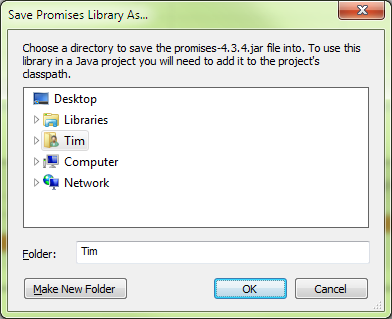 Save Promises Library As...
Choose a directory to save the promises-4.3.4.jar file into. To use this
library in a Java project you will need to add it to the project's
classpath.
Desktop
Libraries
Tim
Computer
Network
Folder: Tim
Make New Folder OK Cancel